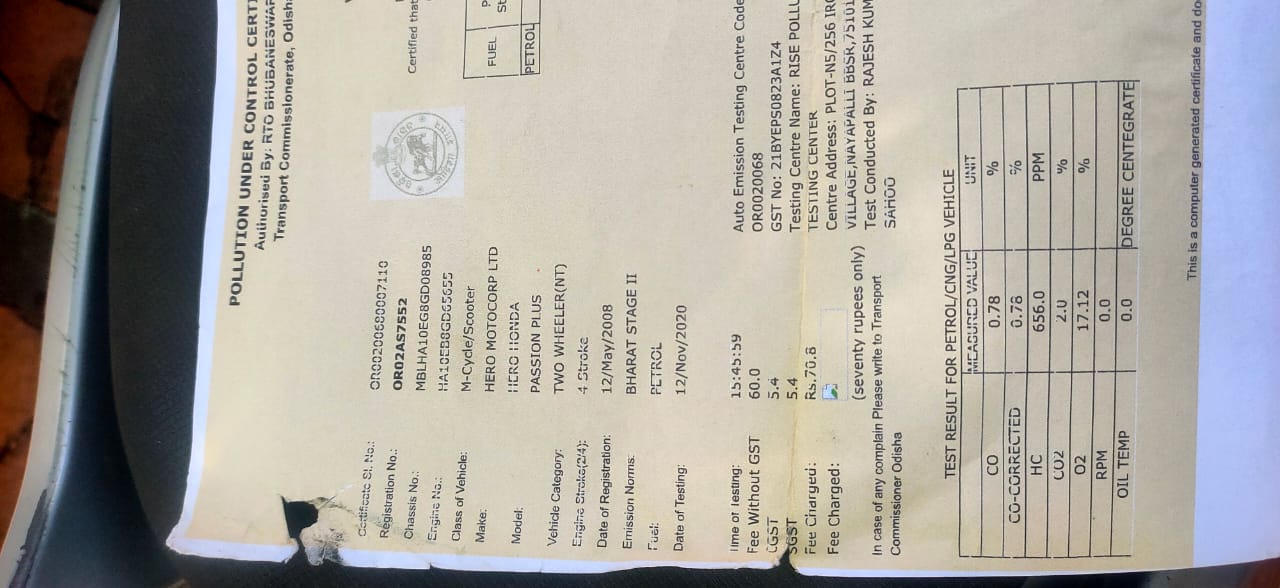 POLLUTION UNDER CONTROL CERTI
Authorised By: RTO BHUBANESWAR
Transport Commissionerate, Odisha
Certificate Sl. No.: OR00200680007110
Registration No.: OR02AS7552
Chassis No.: MBLHA10EG8GD08985
Engine No.: HA10EB8GD65655
Class of Vehicle: M-Cycle/Scooter
Make: HERO MOTOCORP LTD
Model: HERO HONDA
PASSION PLUS
Vehicle Category: TWO WHEELER(NT)
Engine Stroke(2/4): 4 Stroke
Date of Registration: 12/May/2008
Emission Norms: BHARAT STAGE II
Fuel: PETROL
Date of Testing: 12/Nov/2020
Certified that
FUEL
PETROL
Time of Testing: 15:45:59
Fee Without GST 60.0
CGST 5.4
SGST 5.4
Fee Charged: Rs.70.8
Fee Charged:
(seventy rupees only)
In case of any complain Please write to Transport
Commissioner Odisha
Auto Emission Testing Centre Code
OR0020068
GST No: 21BYEPS0823A1Z4
Testing Centre Name: RISE POLLU
TESTING CENTER
Centre Address: PLOT-N5/256 IRC
VILLAGE,NAYAPALLI BBSR,75101
Test Conducted By: RAJESH KUM
SAHOO
TEST RESULT FOR PETROL/CNG/LPG VEHICLE
MEASURED VALUE UNIT
CO 0.78 %
CO-CORRECTED 0.78 %
HC 656.0 PPM
CO2 2.0 %
O2 17.12 %
RPM 0.0
OIL TEMP 0.0 DEGREE CENTEGRATE
This is a computer generated certificate and do